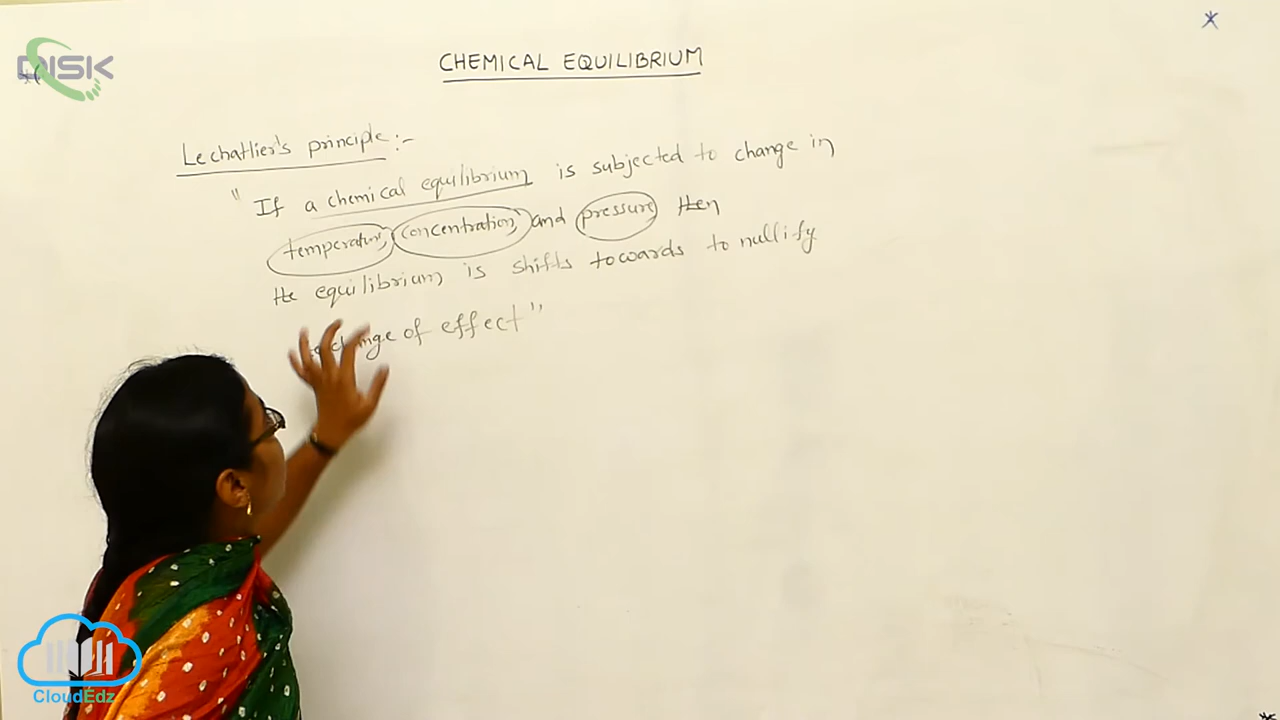 DISK
CHEMICAL EQUILIBRIUM
Lechatlier's principle:-
"If a chemical equilibrium is subjected to change in
temperature, concentration, and pressure then
the equilibrium is shifts towards to nullify
change of effect"
CloudEdz